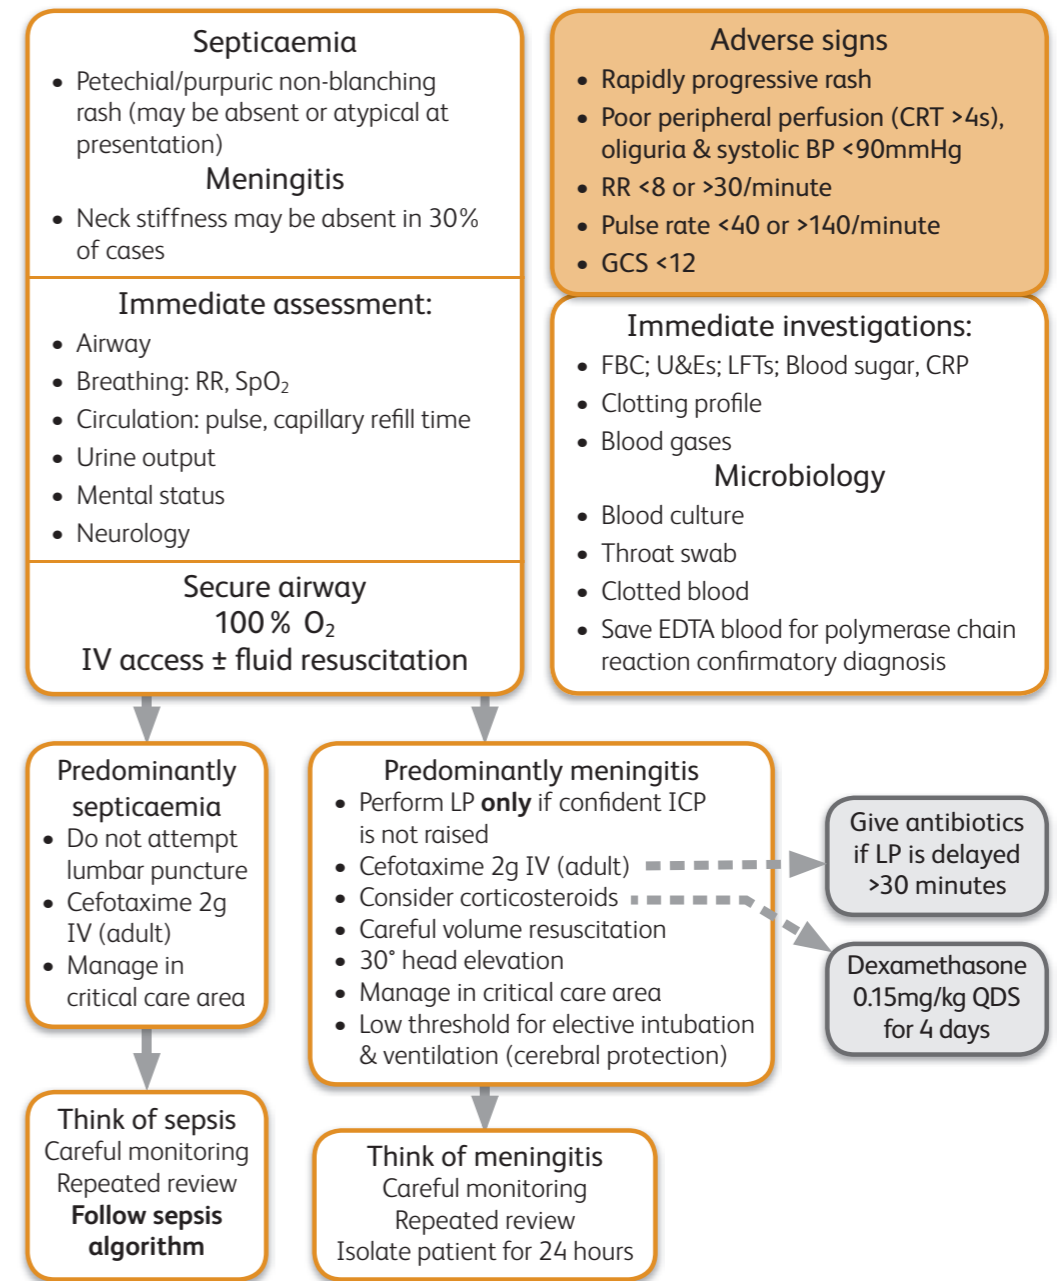 Septicaemia
• Petechial/purpuric non-blanching
rash (may be absent or atypical at
presentation)
Meningitis
• Neck stiffness may be absent in 30%
of cases
Immediate assessment:
• Airway
• Breathing: RR, SpO₂
• Circulation: pulse, capillary refill time
• Urine output
• Mental status
• Neurology
Secure airway
100% O₂
IV access ± fluid resuscitation
Adverse signs
• Rapidly progressive rash
• Poor peripheral perfusion (CRT >4s),
oliguria & systolic BP <90mmHg
• RR <8 or >30/minute
• Pulse rate <40 or >140/minute
• GCS <12
Immediate investigations:
• FBC; U&Es; LFTs; Blood sugar, CRP
• Clotting profile
• Blood gases
Microbiology
• Blood culture
• Throat swab
• Clotted blood
• Save EDTA blood for polymerase chain
reaction confirmatory diagnosis
Predominantly
septicaemia
• Do not attempt
lumbar puncture
• Cefotaxime 2g
IV (adult)
• Manage in
critical care area
Predominantly meningitis
• Perform LP only if confident ICP
is not raised
• Cefotaxime 2g IV (adult)
• Consider corticosteroids
• Careful volume resuscitation
• 30° head elevation
• Manage in critical care area
• Low threshold for elective intubation
& ventilation (cerebral protection)
Give antibiotics
if LP is delayed
>30 minutes
Dexamethasone
0.15mg/kg QDS
for 4 days
Think of sepsis
Careful monitoring
Repeated review
Follow sepsis
algorithm
Think of meningitis
Careful monitoring
Repeated review
Isolate patient for 24 hours